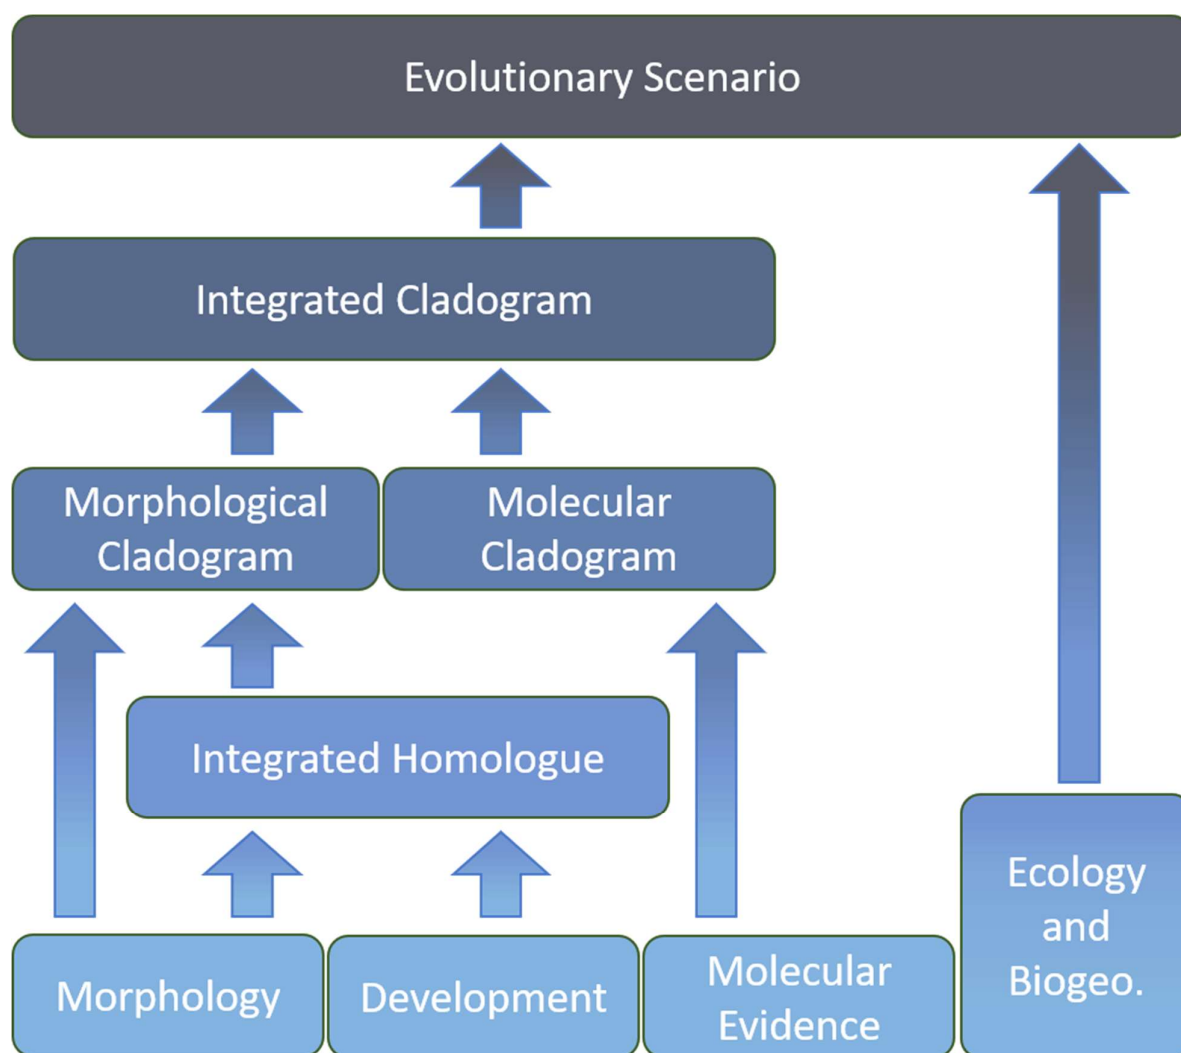 Evolutionary Scenario
Integrated Cladogram
Morphological
Cladogram
Molecular
Cladogram
Integrated Homologue
Morphology
Development
Molecular
Evidence
Ecology
and
Biogeo.